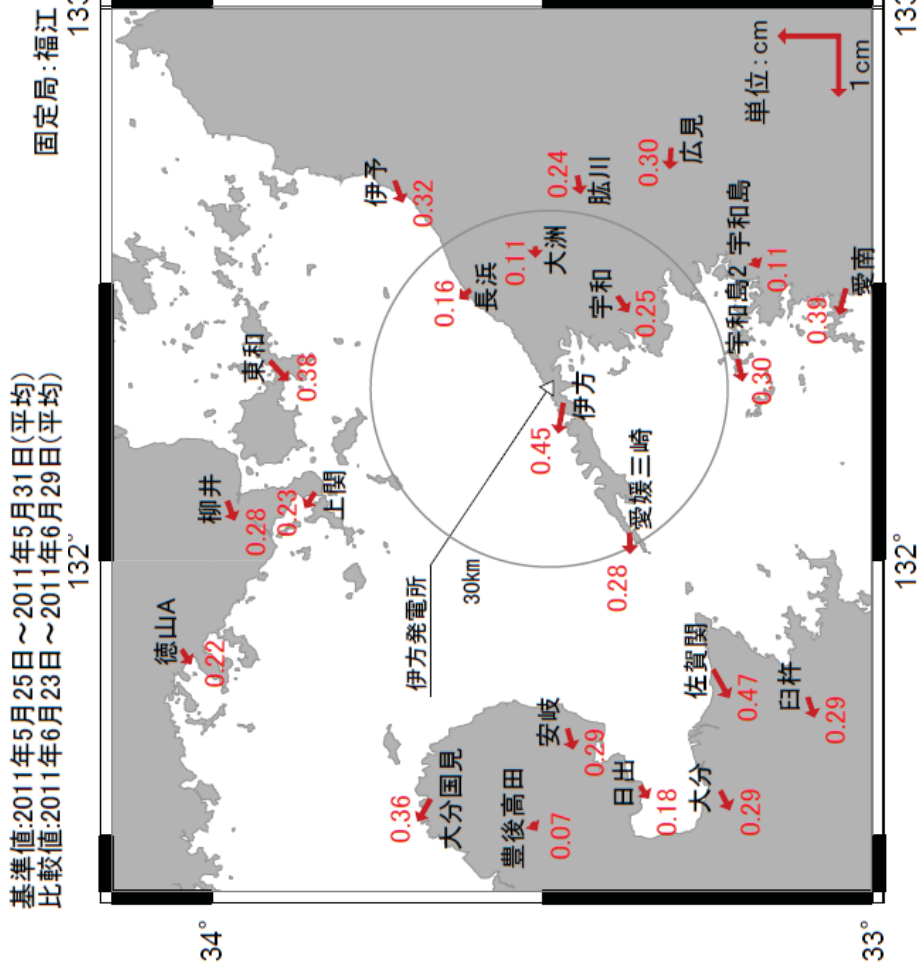 基準値:2011年5月25日～2011年5月31日(平均)
比較値:2011年6月23日～2011年6月29日(平均)
固定局:福江
132°
133
34°
33°
132°
133
徳山A
0.22
柳井
0.28
0.23
上関
東和
0.38
伊予
0.32
0.16
長浜
0.11
大洲
0.24
肱川
0.30
広見
宇和
0.25
宇和島2
0.30
宇和島
0.11
0.39
愛南
0.45
伊方
愛媛三崎
0.28
伊方発電所
30km
0.36
大分国見
豊後高田
0.07
安岐
0.29
日出
0.18
大分
0.29
佐賀関
0.47
臼杵
0.29
単位:cm
1cm